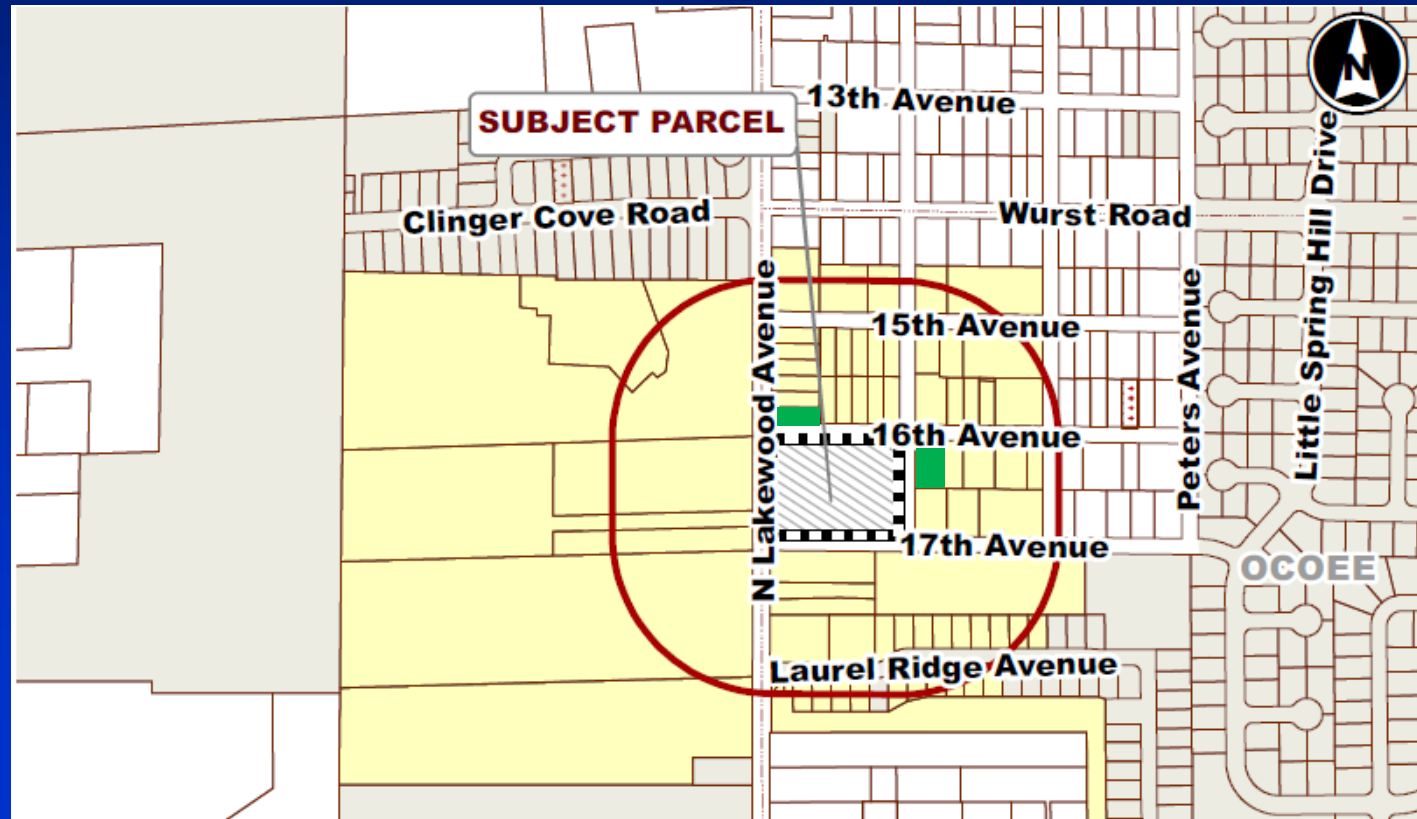 N
13th Avenue
SUBJECT PARCEL
Clinger Cove Road
Wurst Road
Little Spring Hill Drive
N Lakewood Avenue
Peters Avenue
15th Avenue
16th Avenue
17th Avenue
OCOEE
Laurel Ridge Avenue